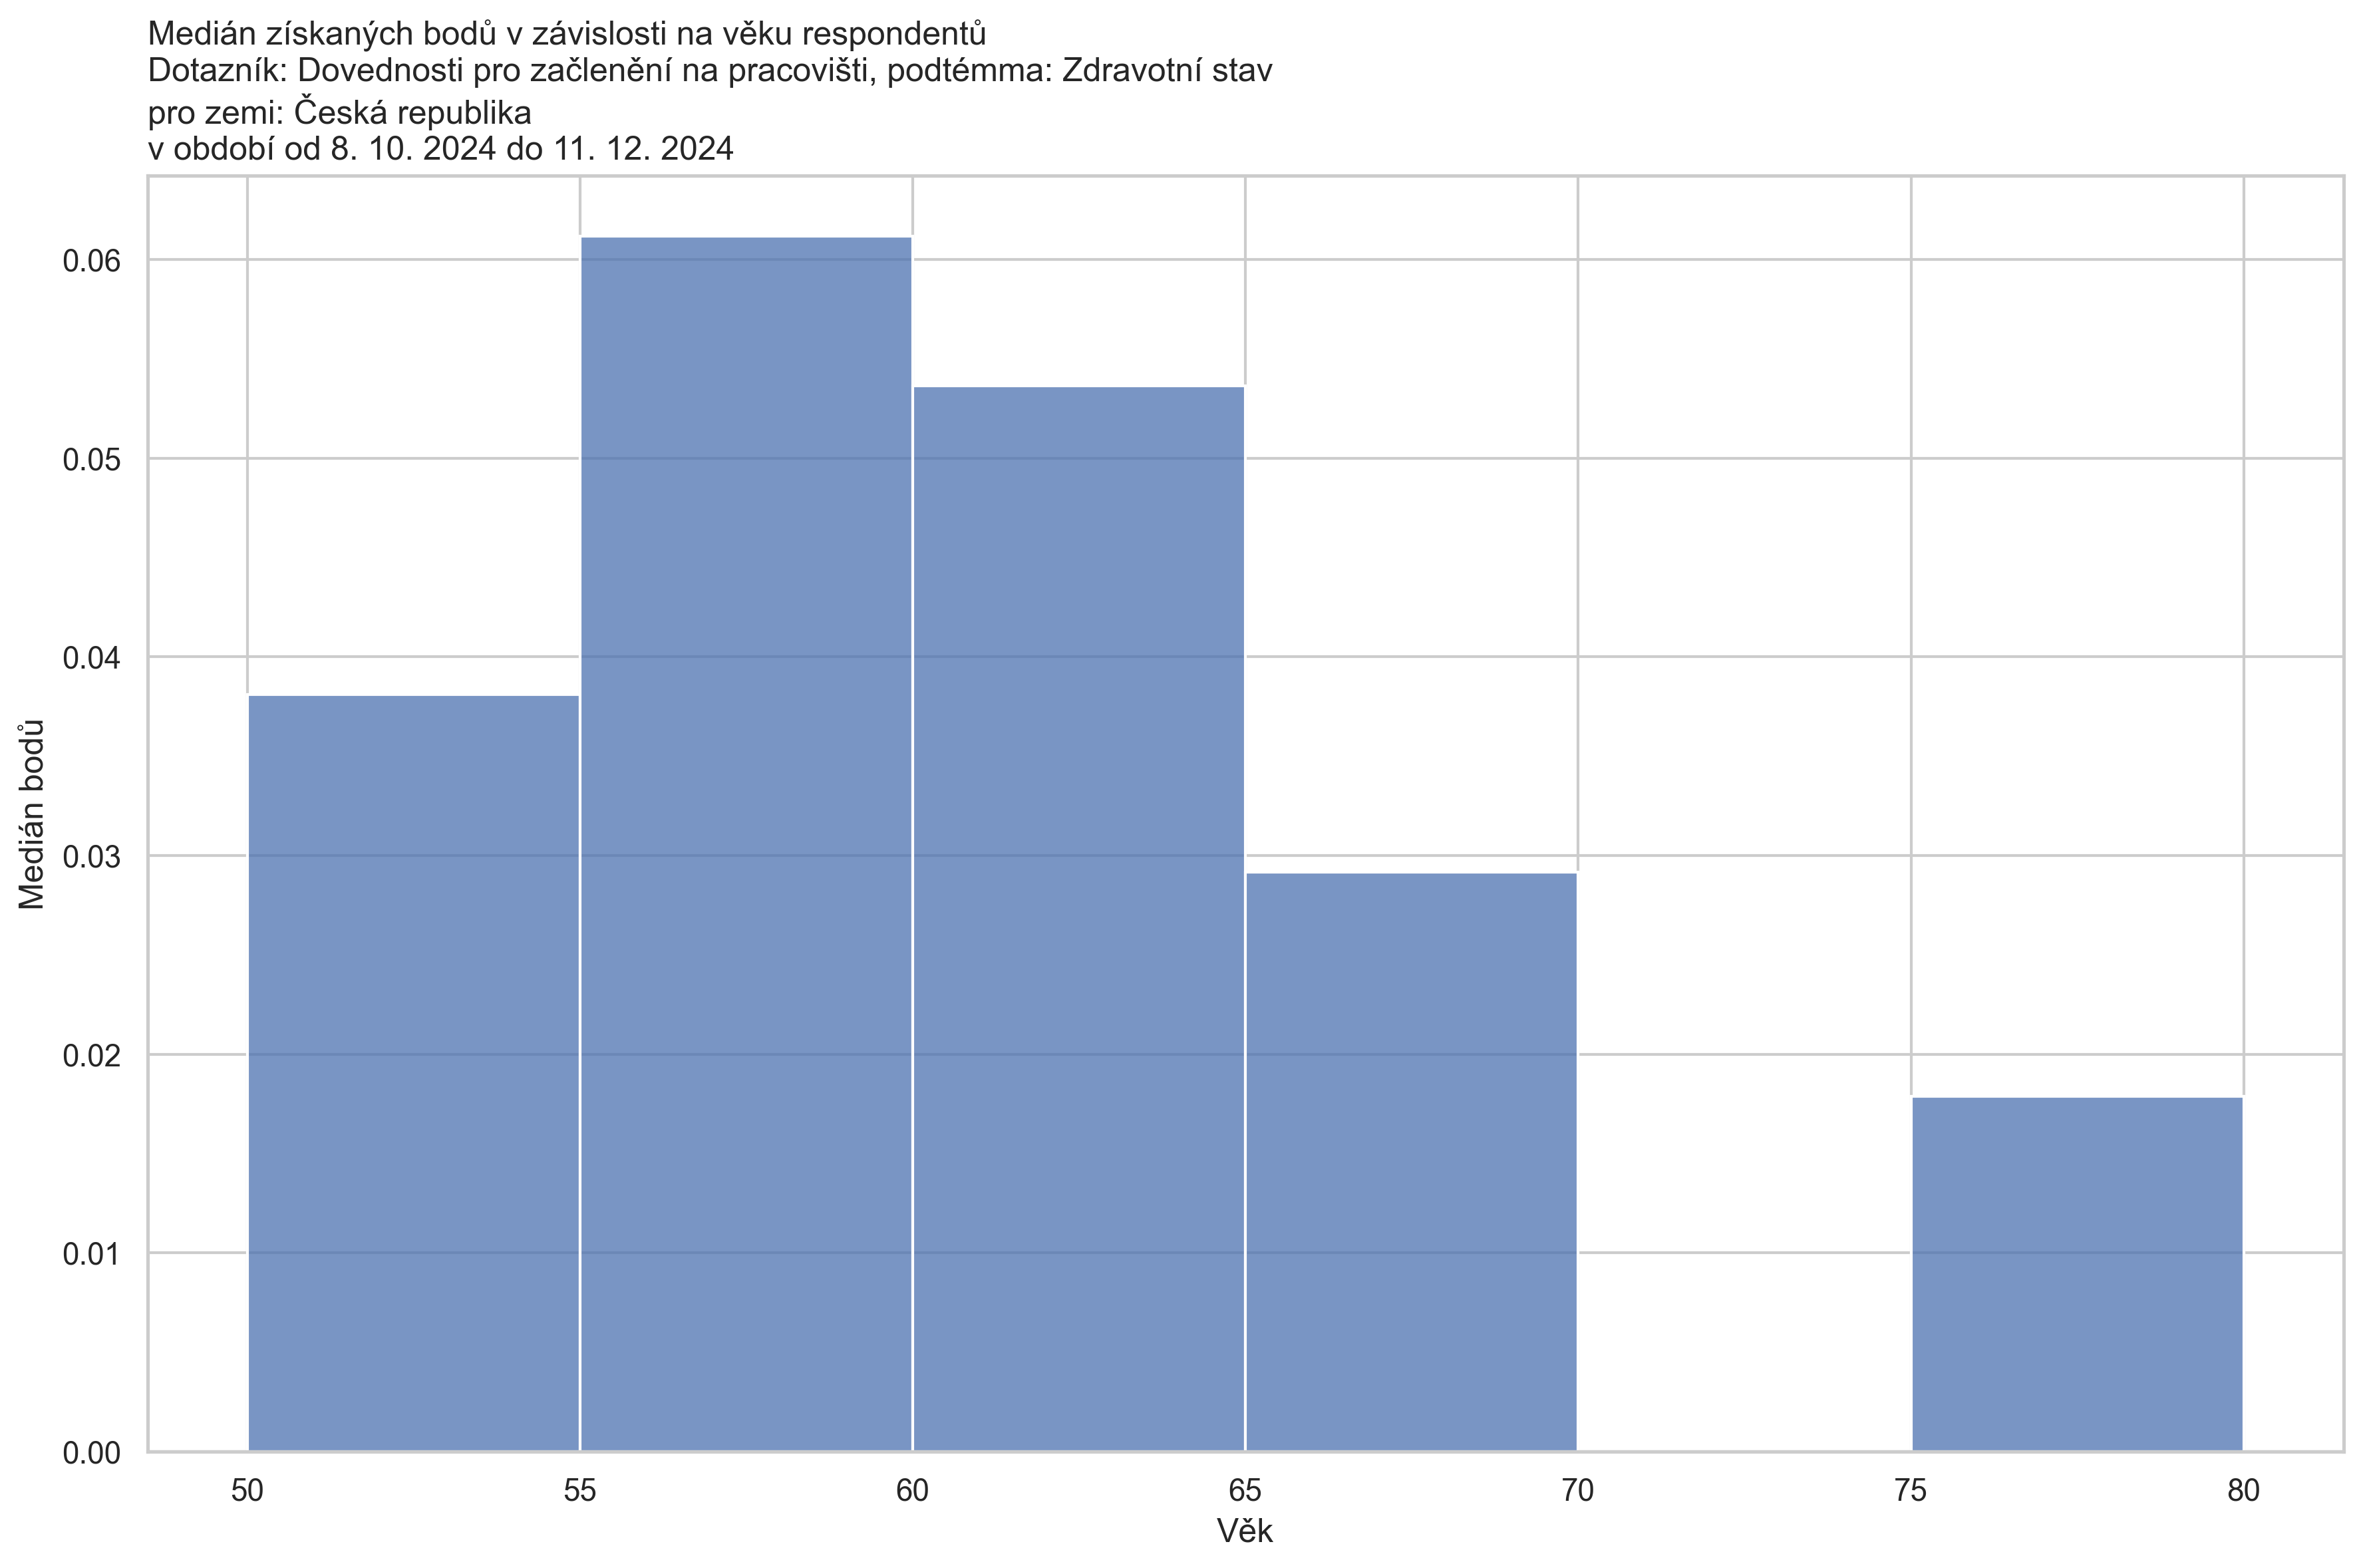 Medián získaných bodů v závislosti na věku respondentů
Dotazník: Dovednosti pro začlenění na pracovišti, podtémma: Zdravotní stav
pro zemi: Česká republika
v období od 8. 10. 2024 do 11. 12. 2024
0.06
0.05
0.04
0.03
0.02
0.01
0.00
Medián bodů
50 55 60 65 70 75 80
Věk